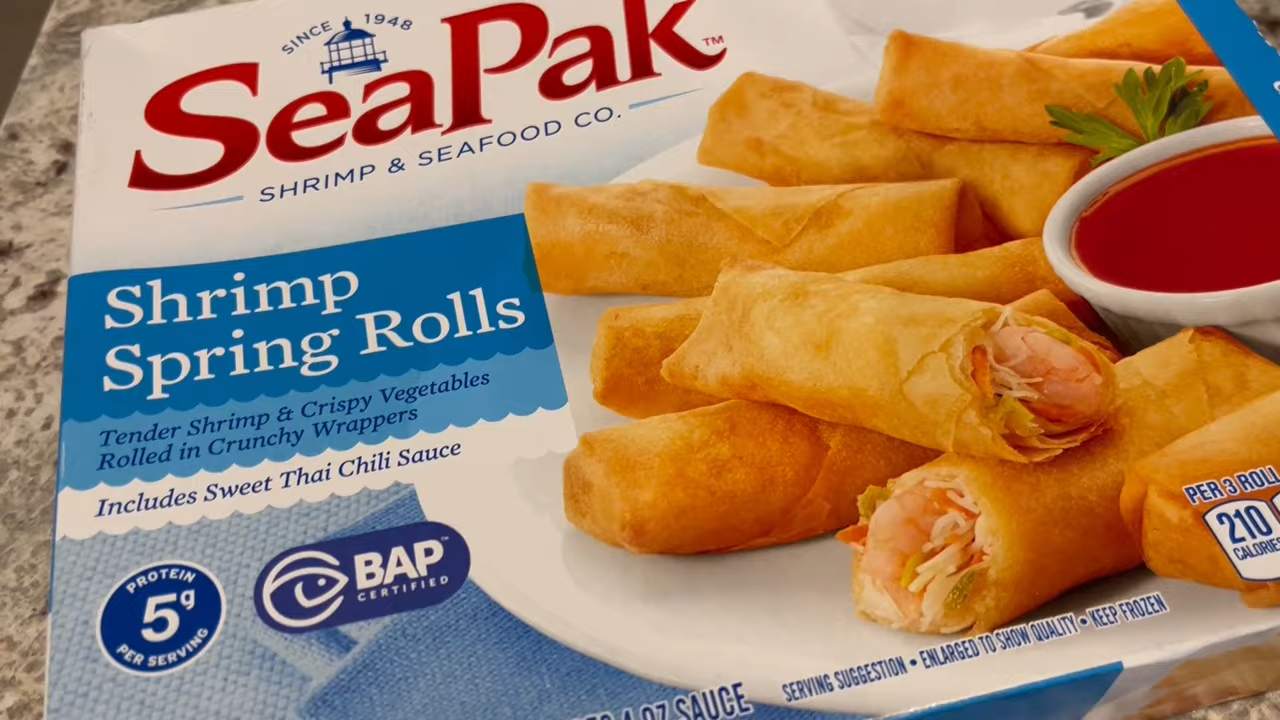 SINCE 1948
SeaPak™
SHRIMP & SEAFOOD CO.
Shrimp
Spring Rolls
Tender Shrimp & Crispy Vegetables
Rolled in Crunchy Wrappers
Includes Sweet Thai Chili Sauce
PROTEIN
5g
PER SERVING
BAP™
CERTIFIED
PER 3 ROLL
210
CALORIES
SERVING SUGGESTION • ENLARGED TO SHOW QUALITY • KEEP FROZEN
OZ SAUCE